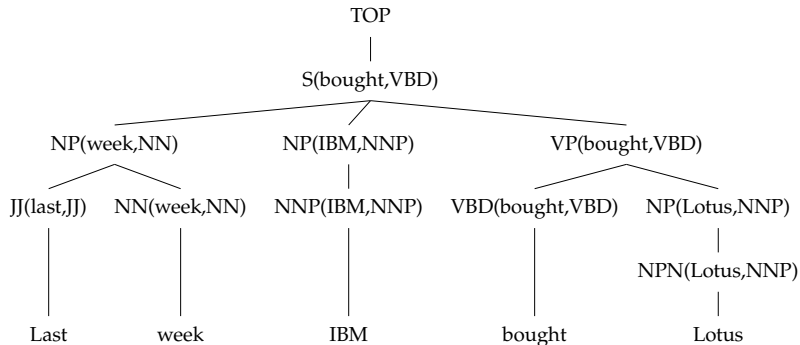 TOP
S(bought,VBD)
NP(week,NN) NP(IBM,NNP) VP(bought,VBD)
JJ(last,JJ) NN(week,NN) NNP(IBM,NNP) VBD(bought,VBD) NP(Lotus,NNP)
NPN(Lotus,NNP)
Last week IBM bought Lotus